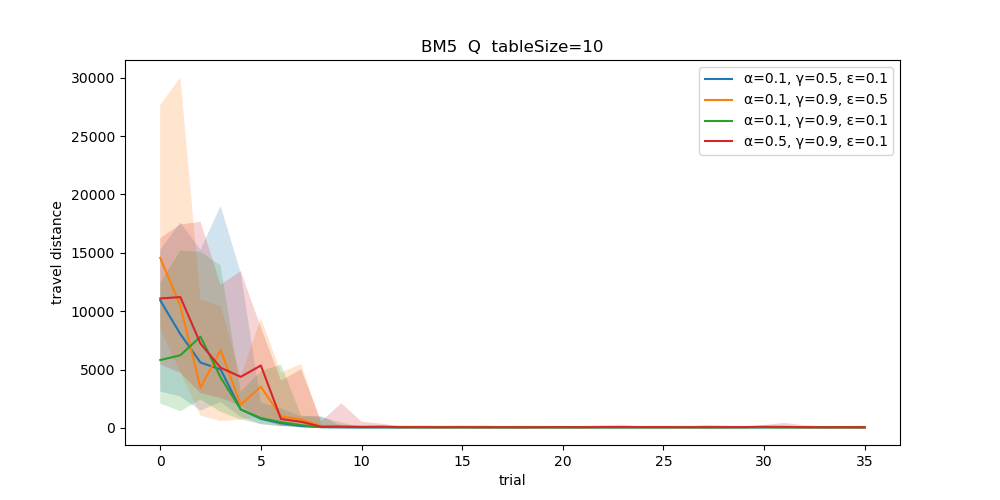 BM5  Q  tableSize=10
30000
25000
20000
15000
10000
5000
0
travel distance
α=0.1, γ=0.5, ε=0.1
α=0.1, γ=0.9, ε=0.5
α=0.1, γ=0.9, ε=0.1
α=0.5, γ=0.9, ε=0.1
0 5 10 15 20 25 30 35
trial